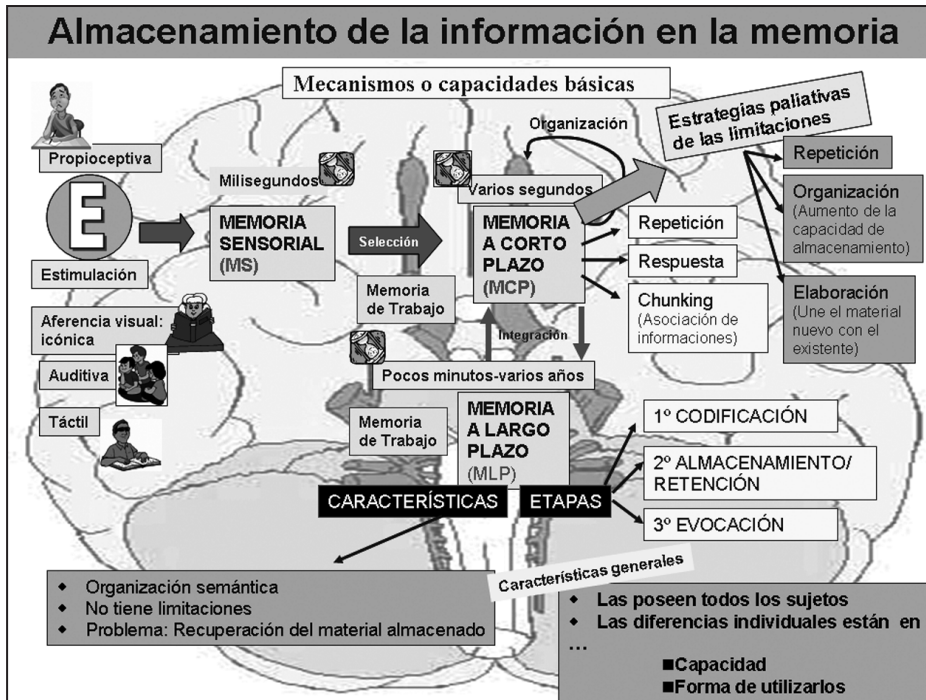 Almacenamiento de la información en la memoria
Mecanismos o capacidades básicas
Propioceptiva
E
Estimulación
Aferencia visual:
icónica
Auditiva
Táctil
Milisegundos
MEMORIA
SENSORIAL
(MS)
Selección
Organización
Varios segundos
MEMORIA
A CORTO
PLAZO
(MCP)
Memoria
de Trabajo
Estrategias paliativas
de las limitaciones
Repetición
Organización
(Aumento de la
capacidad de
almacenamiento)
Elaboración
(Une el material
nuevo con el
existente)
Repetición
Respuesta
Chunking
(Asociación de
informaciones)
Integración
Pocos minutos-varios años
Memoria
de Trabajo
MEMORIA
A LARGO
PLAZO
(MLP)
CARACTERÍSTICAS
ETAPAS
1º CODIFICACIÓN
2º ALMACENAMIENTO/
RETENCIÓN
3º EVOCACIÓN
◆ Organización semántica
◆ No tiene limitaciones
◆ Problema: Recuperación del material almacenado
Características generales
◆ Las poseen todos los sujetos
◆ Las diferencias individuales están en
...
■Capacidad
■Forma de utilizarlos